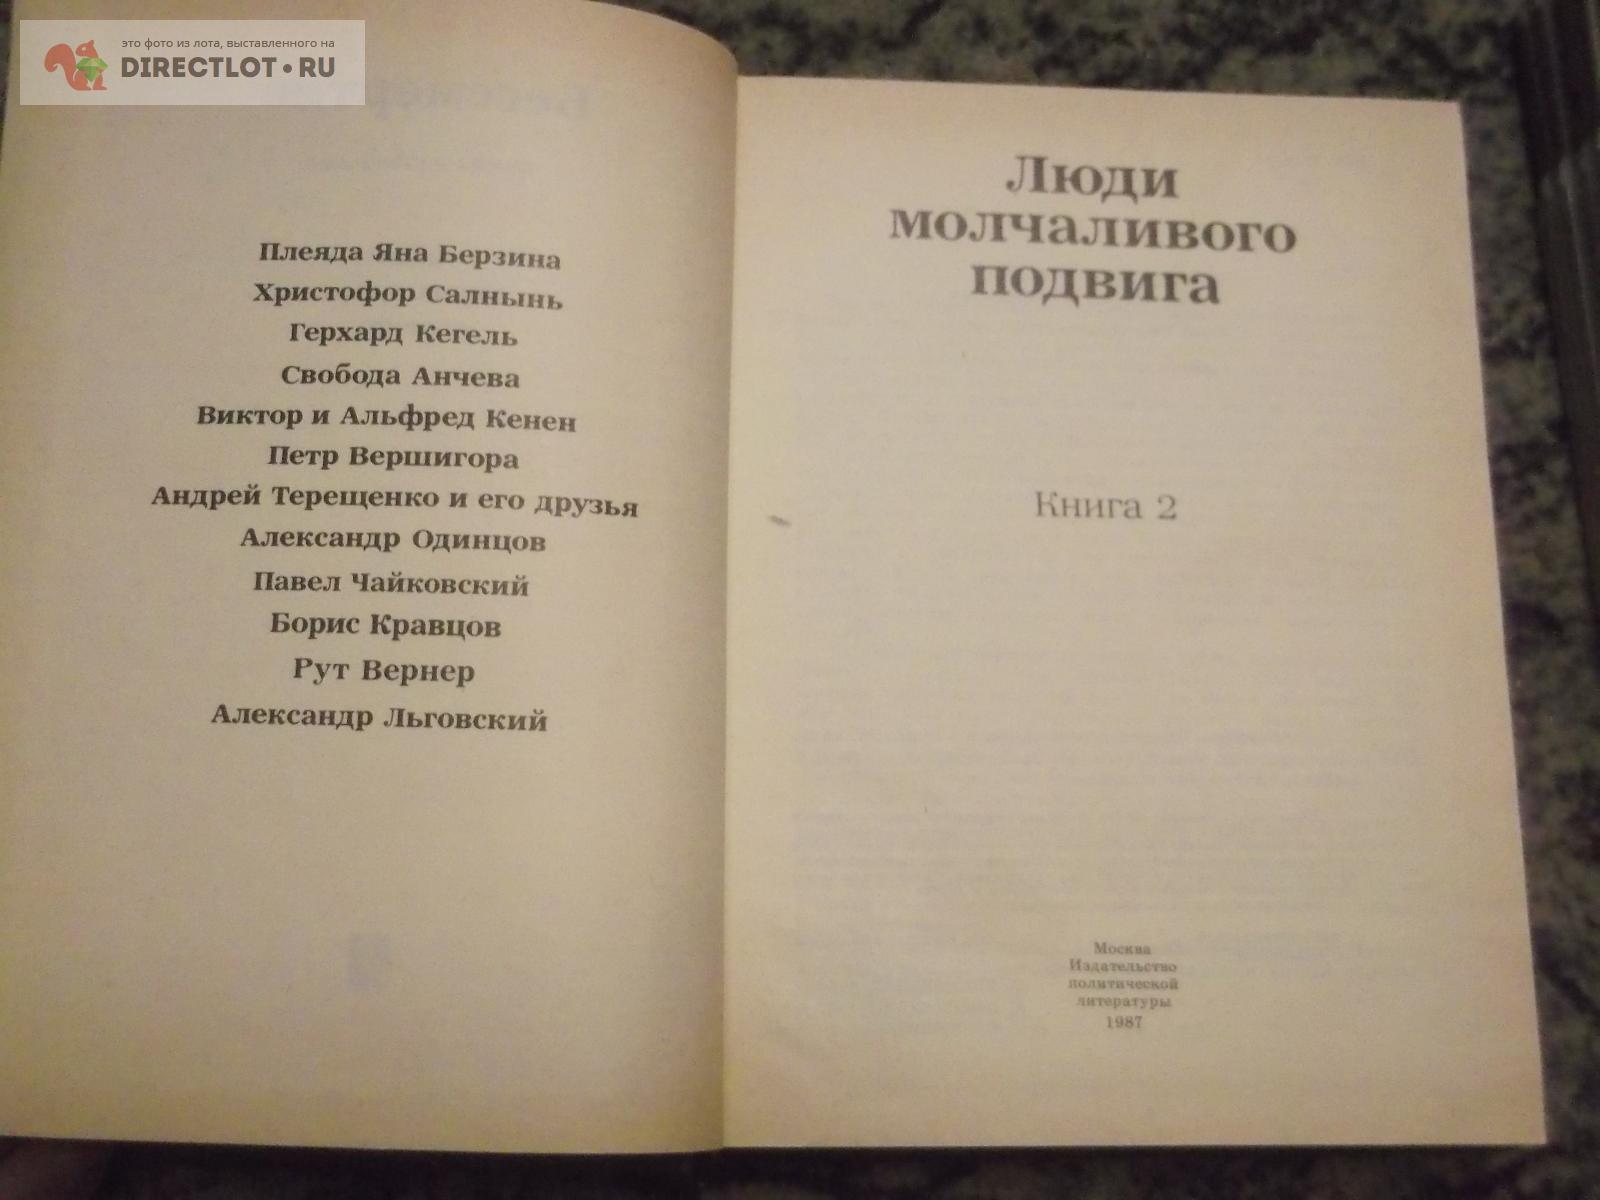 это фото из лота, выставленного на
DIRECTLOT•RU
Плеяда Яна Берзина
Христофор Салнынь
Герхард Кегель
Свобода Анчева
Виктор и Альфред Кенен
Петр Вершигора
Андрей Терещенко и его друзья
Александр Одинцов
Павел Чайковский
Борис Кравцов
Рут Вернер
Александр Льговский
Люди
молчаливого
подвига
Книга 2
Москва
Издательство
политической
литературы
1987